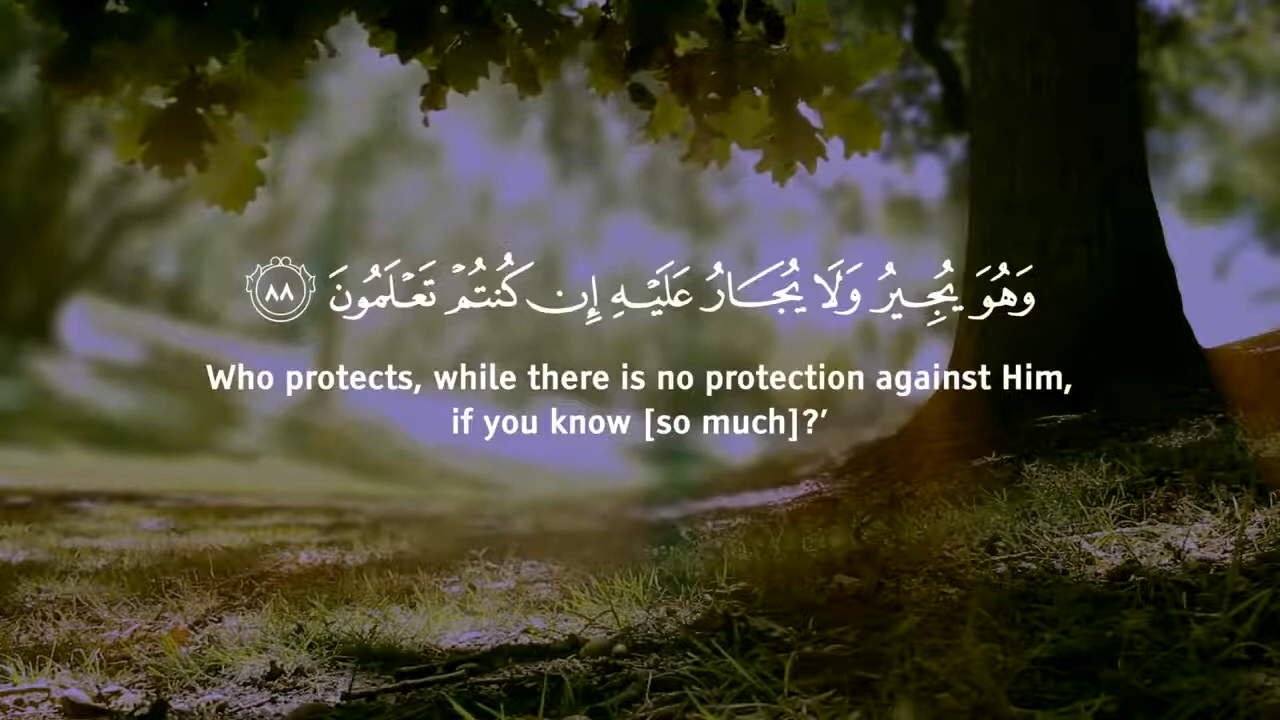 وَهُوَ يُجِيرُ وَلَا يُجَارُ عَلَيْهِ إِن كُنتُمْ تَعْلَمُونَ ٨٨
Who protects, while there is no protection against Him,
if you know [so much]?’